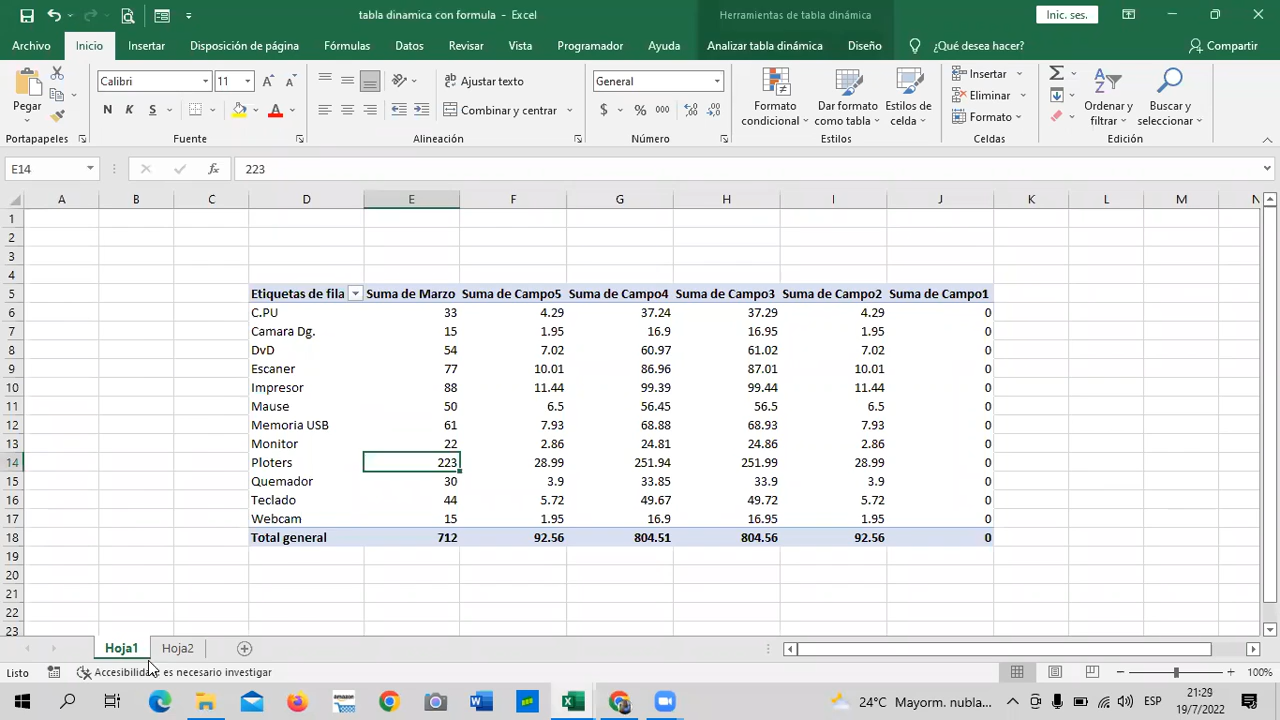 tabla dinamica con formula - Excel
Herramientas de tabla dinámica
Inic. ses.
Archivo Inicio Insertar Disposición de página Fórmulas Datos Revisar Vista Programador Ayuda Analizar tabla dinámica Diseño ¿Qué desea hacer? Compartir
Pegar
Calibri 11
N K S
Ajustar texto
Combinar y centrar
General
$ % 000
Formato condicional
Dar formato como tabla
Estilos de celda
Insertar
Eliminar
Formato
Ordenar y filtrar
Buscar y seleccionar
Portapapeles Fuente Alineación Número Estilos Celdas Edición
E14 fx 223
A B C D E F G H I J K L M N
1
2
3
4
5 Etiquetas de fila Suma de Marzo Suma de Campo5 Suma de Campo4 Suma de Campo3 Suma de Campo2 Suma de Campo1
6 C.PU 33 4.29 37.24 37.29 4.29 0
7 Camara Dg. 15 1.95 16.9 16.95 1.95 0
8 DvD 54 7.02 60.97 61.02 7.02 0
9 Escaner 77 10.01 86.96 87.01 10.01 0
10 Impresor 88 11.44 99.39 99.44 11.44 0
11 Mause 50 6.5 56.45 56.5 6.5 0
12 Memoria USB 61 7.93 68.88 68.93 7.93 0
13 Monitor 22 2.86 24.81 24.86 2.86 0
14 Ploters 223 28.99 251.94 251.99 28.99 0
15 Quemador 30 3.9 33.85 33.9 3.9 0
16 Teclado 44 5.72 49.67 49.72 5.72 0
17 Webcam 15 1.95 16.9 16.95 1.95 0
18 Total general 712 92.56 804.51 804.56 92.56 0
19
20
21
22
23
Hoja1 Hoja2
Listo Accesibilidad: es necesario investigar 100%
24°C Mayorm. nubla... ESP 21:29
19/7/2022